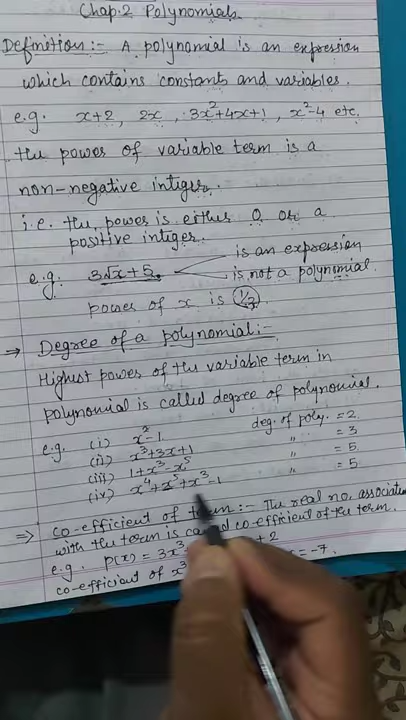 Chap:2 Polynomials.
Definition:- A polynomial is an expression
which contains constants and variables.
e.g. x+2, 2x, 3x²+4x+1, x²-4 etc.
the power of variable term is a
non-negative intiger.
i.e. the power is either 0 or a
positive intiger.
e.g. 3√x+5. is an expression
is not a polynomial.
power of x is 1/2.
⇒ Degree of a polynomial:-
Highest power of the variable term in
polynomial is called degree of polynomial.
e.g. (i) x²-1 deg. of poly. = 2
(ii) x³+3x+1 " = 3
(iii) 1+x³-x⁵ " = 5.
(iv) x⁴+x⁵+x³-1 " = 5.
⇒ co-efficient of term:- The real no. associate
with the term is called co-efficient of the term.
e.g. p(x) = 3x³ + 2
co-efficient of x³ = -7.